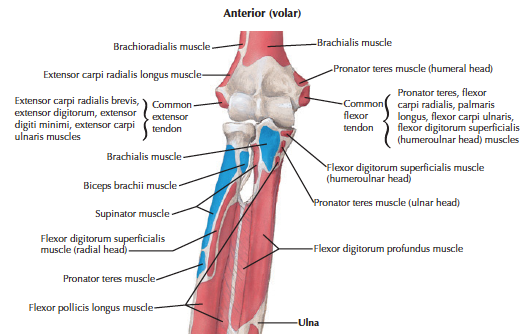 Anterior (volar)
Brachioradialis muscle
Brachialis muscle
Extensor carpi radialis longus muscle
Pronator teres muscle (humeral head)
Extensor carpi radialis brevis,
extensor digitorum, extensor
digiti minimi, extensor carpi
ulnaris muscles
Common
extensor
tendon
Common
flexor
tendon
Pronator teres, flexor
carpi radialis, palmaris
longus, flexor carpi ulnaris,
flexor digitorum superficialis
(humeroulnar head) muscles
Brachialis muscle
Flexor digitorum superficialis muscle
(humeroulnar head)
Biceps brachii muscle
Pronator teres muscle (ulnar head)
Supinator muscle
Flexor digitorum superficialis
muscle (radial head)
Flexor digitorum profundus muscle
Pronator teres muscle
Flexor pollicis longus muscle
Ulna